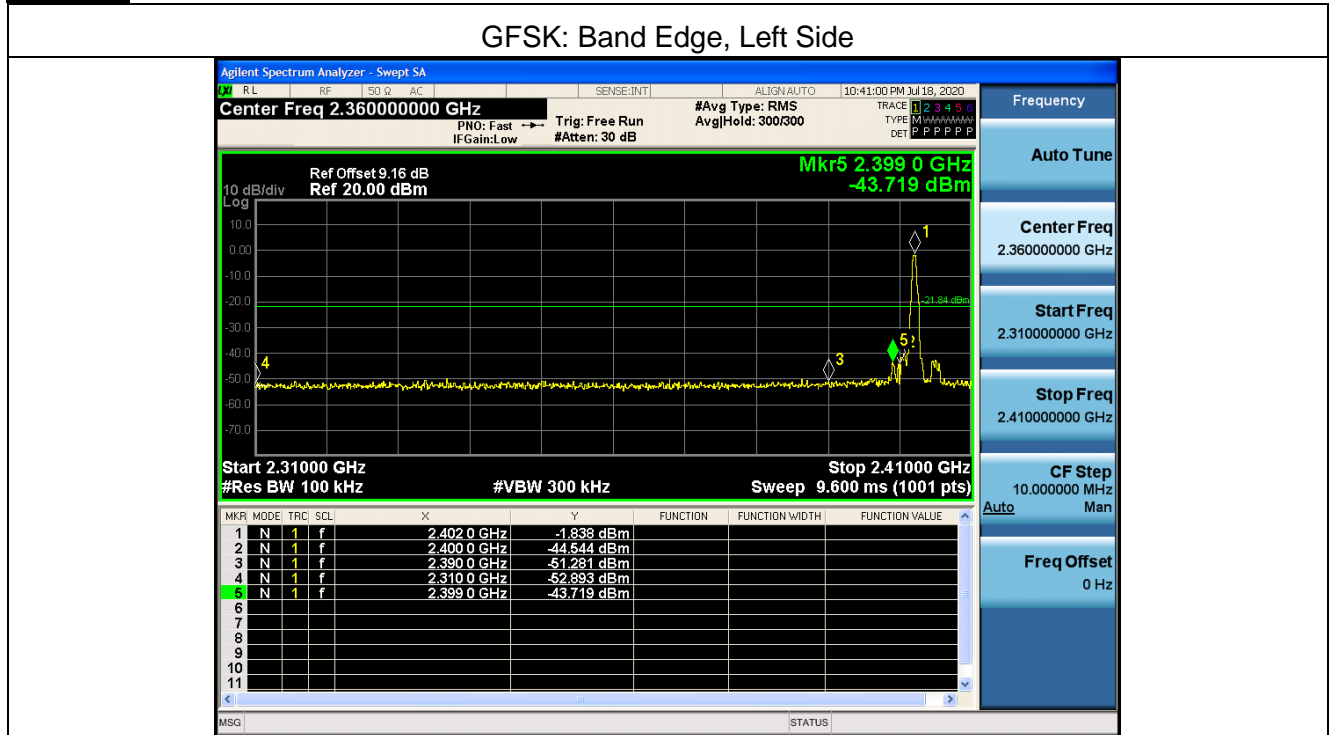 GFSK: Band Edge, Left Side
Agilent Spectrum Analyzer - Swept SA
LXI RL RF 50 Ω AC SENSE:INT ALIGN AUTO 10:41:00 PM Jul 18, 2020
Center Freq 2.360000000 GHz #Avg Type: RMS TRACE 1 2 3 4 5 6
PNO: Fast Trig: Free Run Avg|Hold: 300/300 TYPE M
IFGain:Low #Atten: 30 dB DET P P P P P P
Mkr5 2.399 0 GHz
-43.719 dBm
Ref Offset 9.16 dB
10 dB/div Ref 20.00 dBm
Log
10.0
0.00
-10.0
-20.0
-30.0
-40.0
-50.0
-60.0
-70.0
1
-21.84 dBm
5
3
4
Start 2.31000 GHz Stop 2.41000 GHz
#Res BW 100 kHz #VBW 300 kHz Sweep 9.600 ms (1001 pts)
MKR MODE TRC SCL X Y FUNCTION FUNCTION WIDTH FUNCTION VALUE
1 N 1 f 2.402 0 GHz -1.838 dBm
2 N 1 f 2.400 0 GHz -44.544 dBm
3 N 1 f 2.390 0 GHz -51.281 dBm
4 N 1 f 2.310 0 GHz -52.893 dBm
5 N 1 f 2.399 0 GHz -43.719 dBm
6
7
8
9
10
11
MSG STATUS
Frequency
Auto Tune
Center Freq
2.360000000 GHz
Start Freq
2.310000000 GHz
Stop Freq
2.410000000 GHz
CF Step
10.000000 MHz
Auto Man
Freq Offset
0 Hz